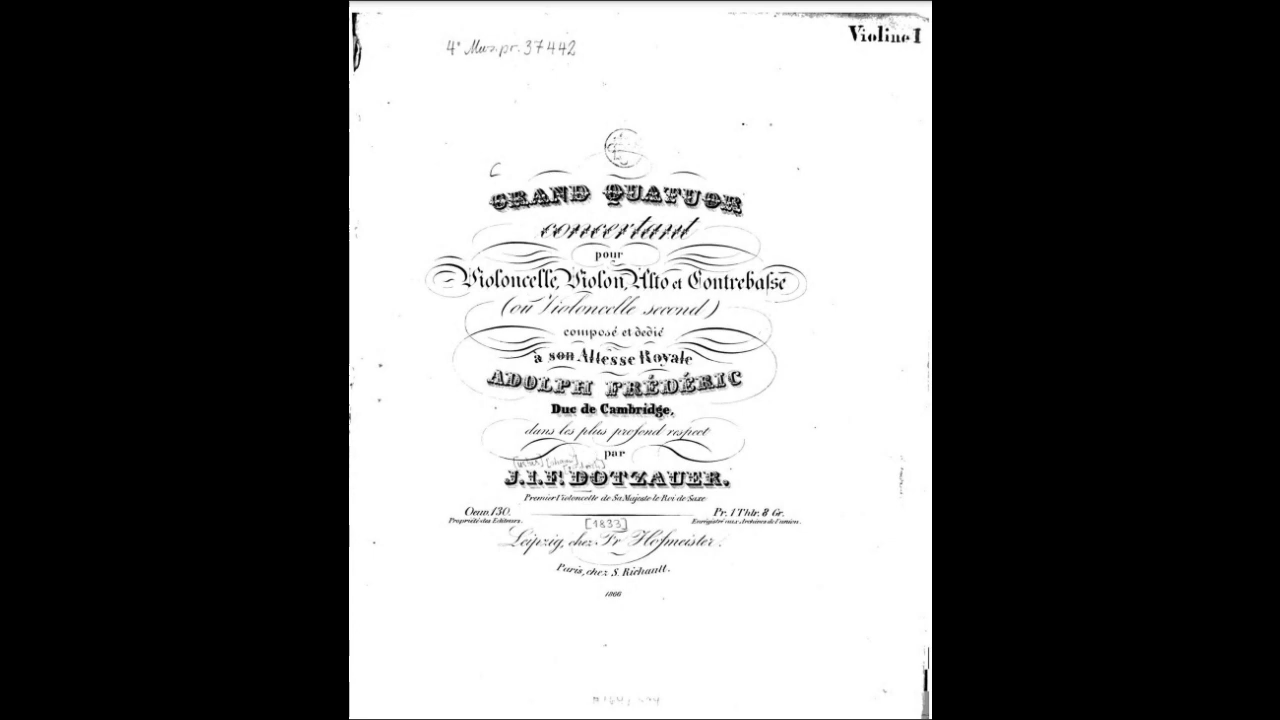 Violine I
4° Mus. pr. 37442
GRAND QUATUOR
concertant
pour
Violoncelle, Violon, Alto et Contrebasse
(ou Violoncelle second)
composé et dedié
à son Altesse Royale
ADOLPH FRÉDÉRIC
Duc de Cambridge,
dans les plus profond respect
par
J.I.F. DOTZAUER.
Premier Violoncelle de Sa Majeste le Roi de Saxe
Oeuv. 130. Pr. 1 Thlr. 8 Gr.
Propriété des Editeurs. [1833] Enregistré aux Archives de l'union.
Leipzig, chez Fr Hofmeister.
Paris, chez S. Richault.